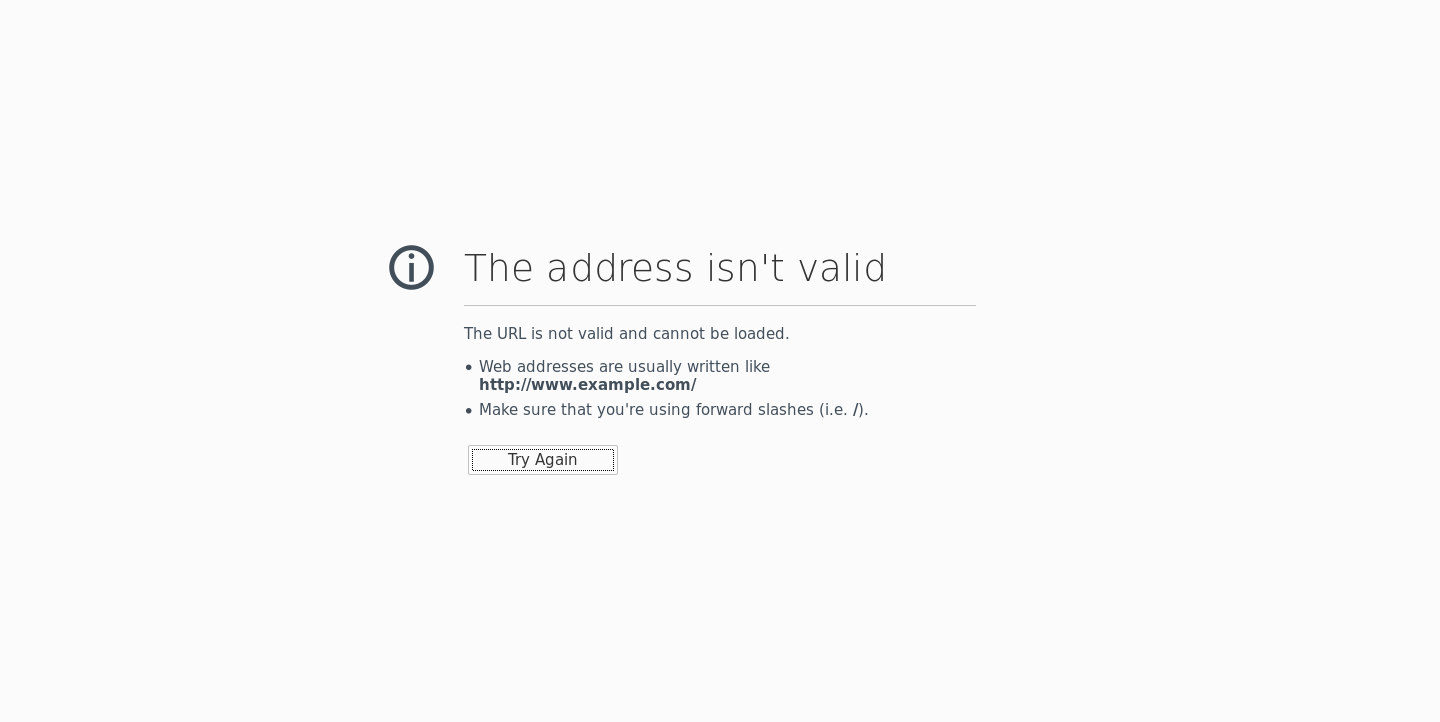 The address isn't valid
The URL is not valid and cannot be loaded.
• Web addresses are usually written like
http://www.example.com/
• Make sure that you're using forward slashes (i.e. /).
Try Again